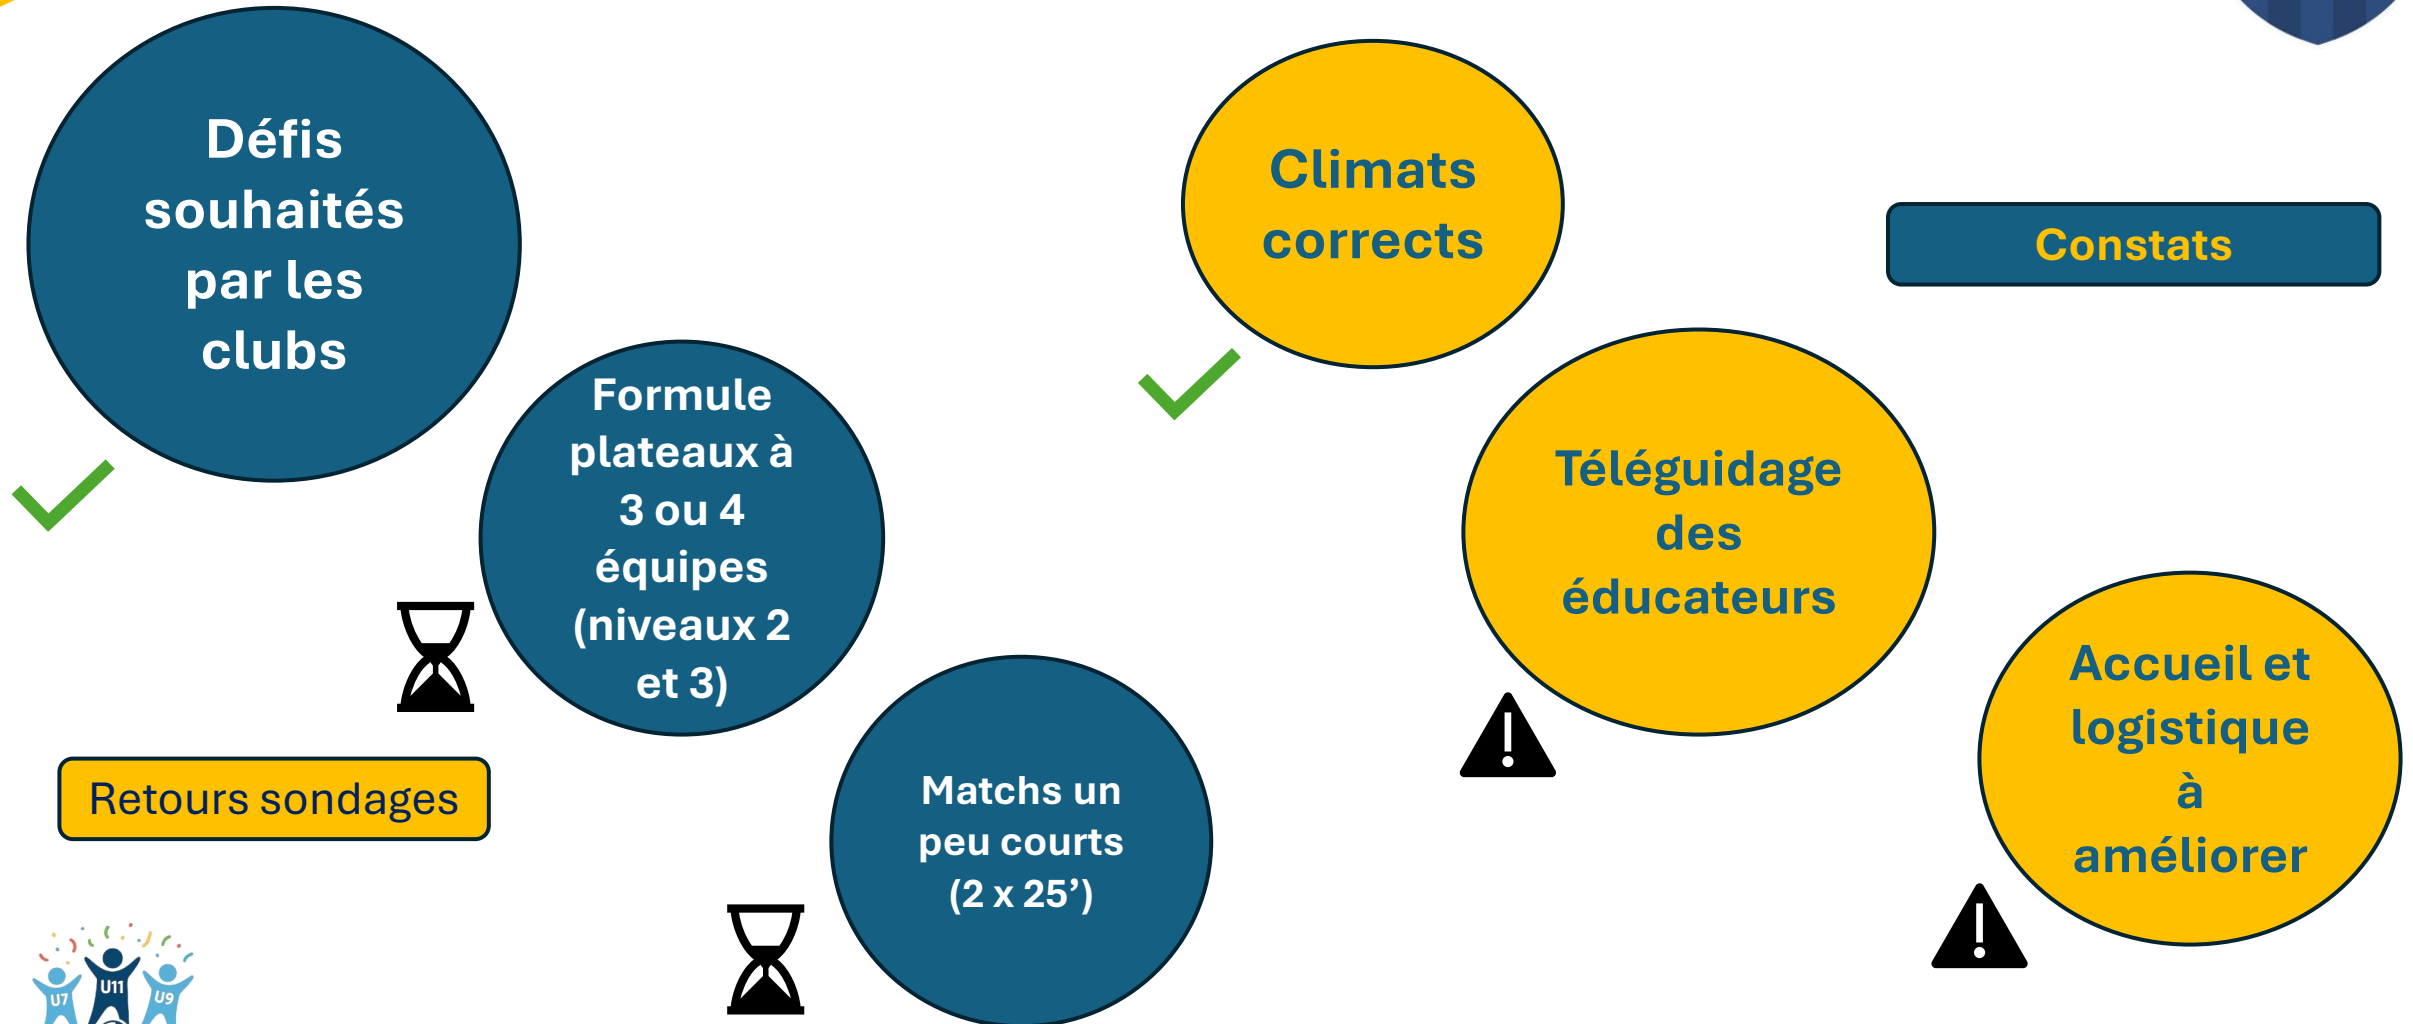 Défis
souhaités
par les
clubs
Formule
plateaux à
3 ou 4
équipes
(niveaux 2
et 3)
Matchs un
peu courts
(2 x 25’)
Retours sondages
Climats
corrects
Constats
Téléguidage
des
éducateurs
Accueil et
logistique
à
améliorer
U7
U11
U9